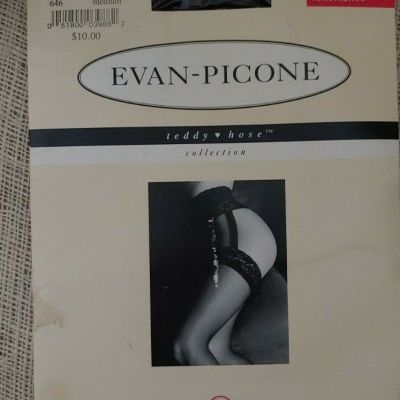 646 medium
0 51800 03988 2
$10.00
EVAN-PICONE
teddy ♥ hose™
collection